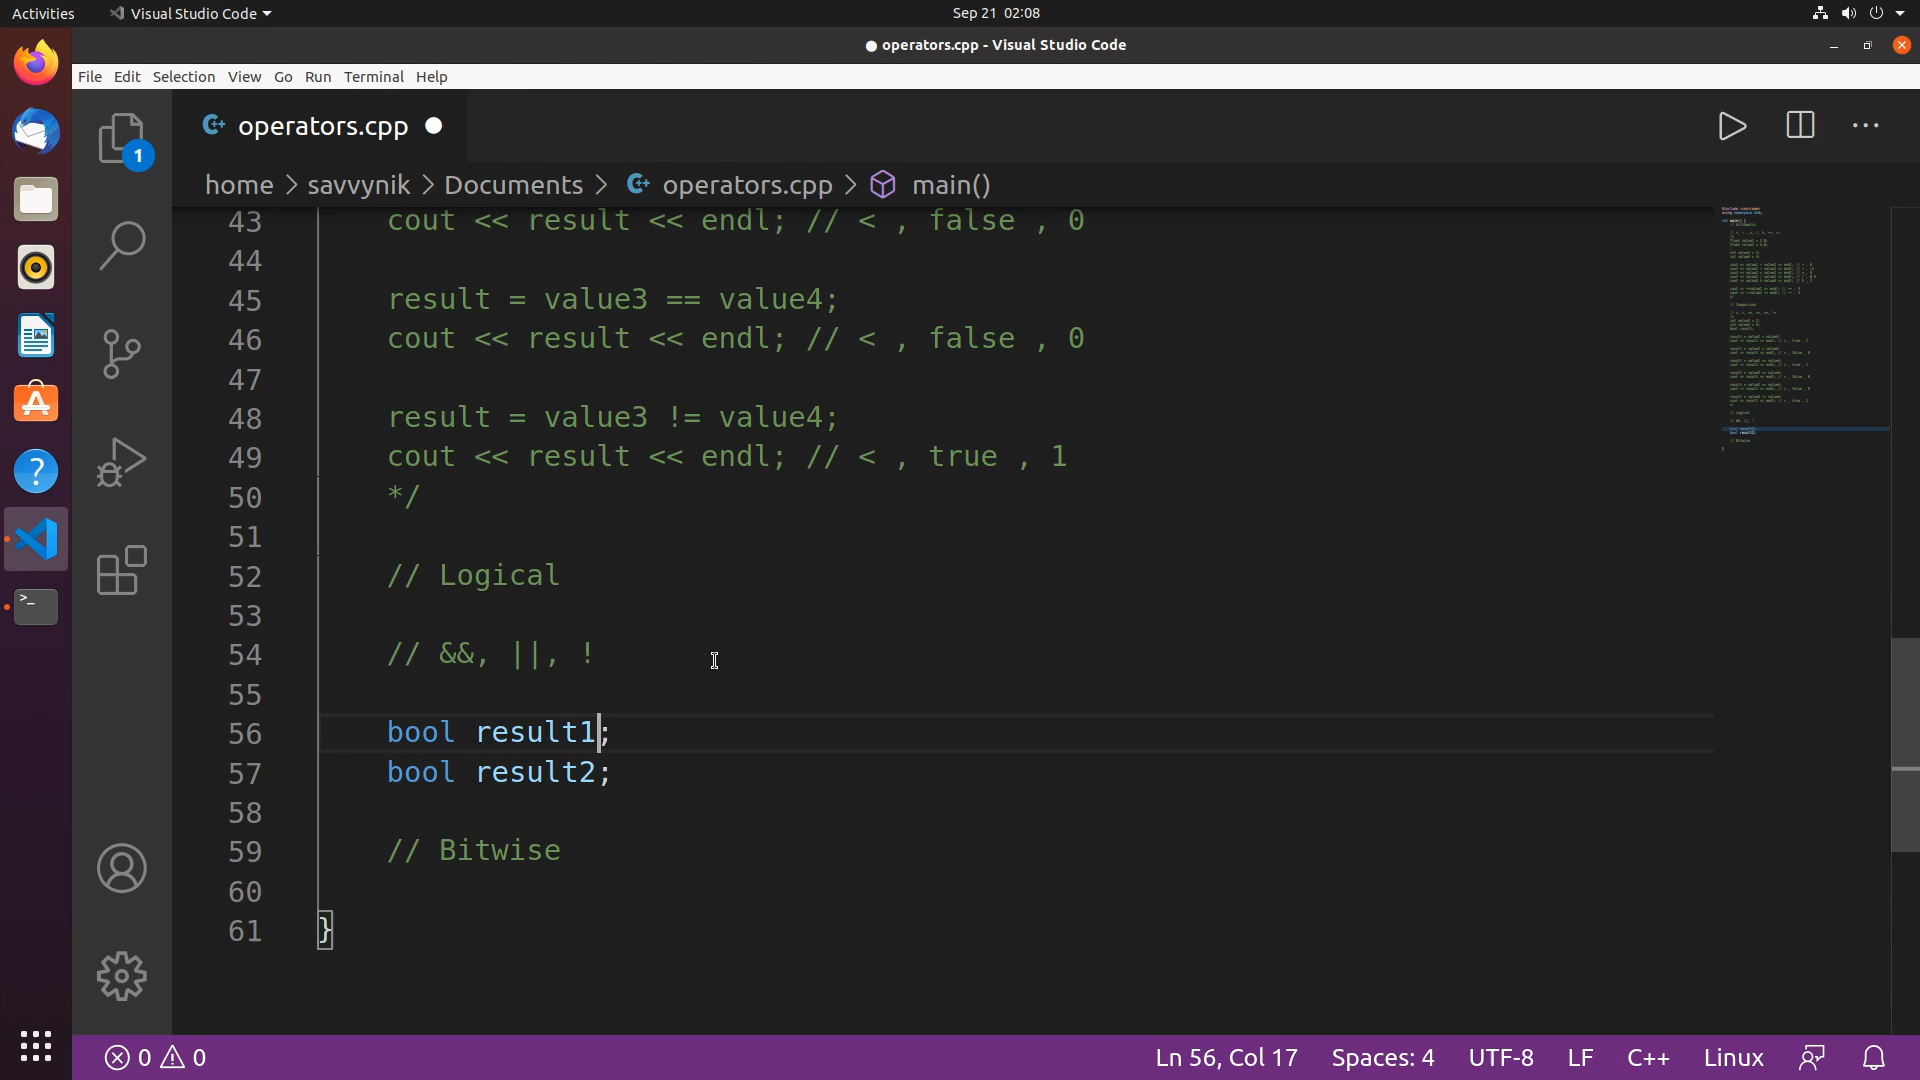 Activities Visual Studio Code Sep 21 02:08
● operators.cpp - Visual Studio Code
File Edit Selection View Go Run Terminal Help
1
operators.cpp
home > savvynik > Documents > operators.cpp > main()
43 cout << result << endl; // < , false , 0
44
45 result = value3 == value4;
46 cout << result << endl; // < , false , 0
47
48 result = value3 != value4;
49 cout << result << endl; // < , true , 1
50 */
51
52 // Logical
53
54 // &&, ||, !
55
56 bool result1;
57 bool result2;
58
59 // Bitwise
60
61 }
0 0 Ln 56, Col 17 Spaces: 4 UTF-8 LF C++ Linux